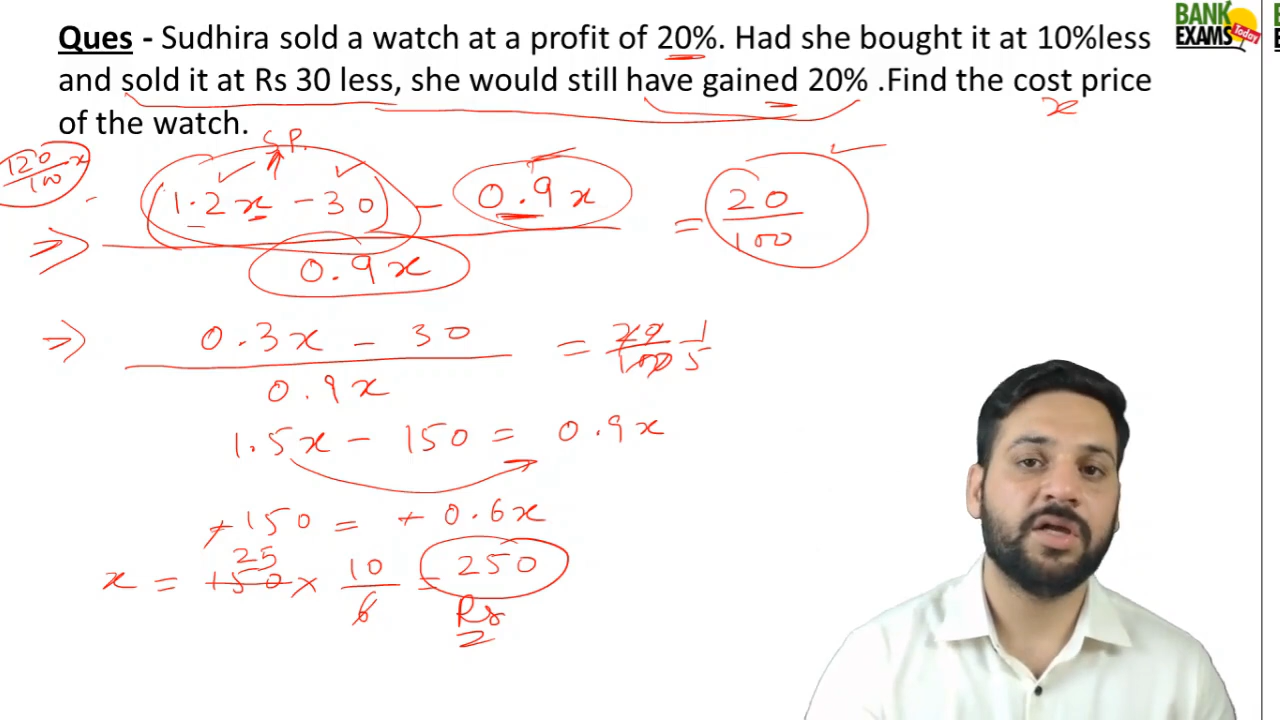 BANK
EXAMS Today
Ques - Sudhira sold a watch at a profit of 20%. Had she bought it at 10%less
and sold it at Rs 30 less, she would still have gained 20% .Find the cost price
of the watch.
x
S.P.
120/100 x
⇒ (1.2x - 30) - 0.9x / 0.9x = 20/100
⇒ 0.3x - 30 / 0.9x = 20/100 1/5
1.5x - 150 = 0.9x
+150 = + 0.6x
25
x = 150 × 10/6 = 250
Rs